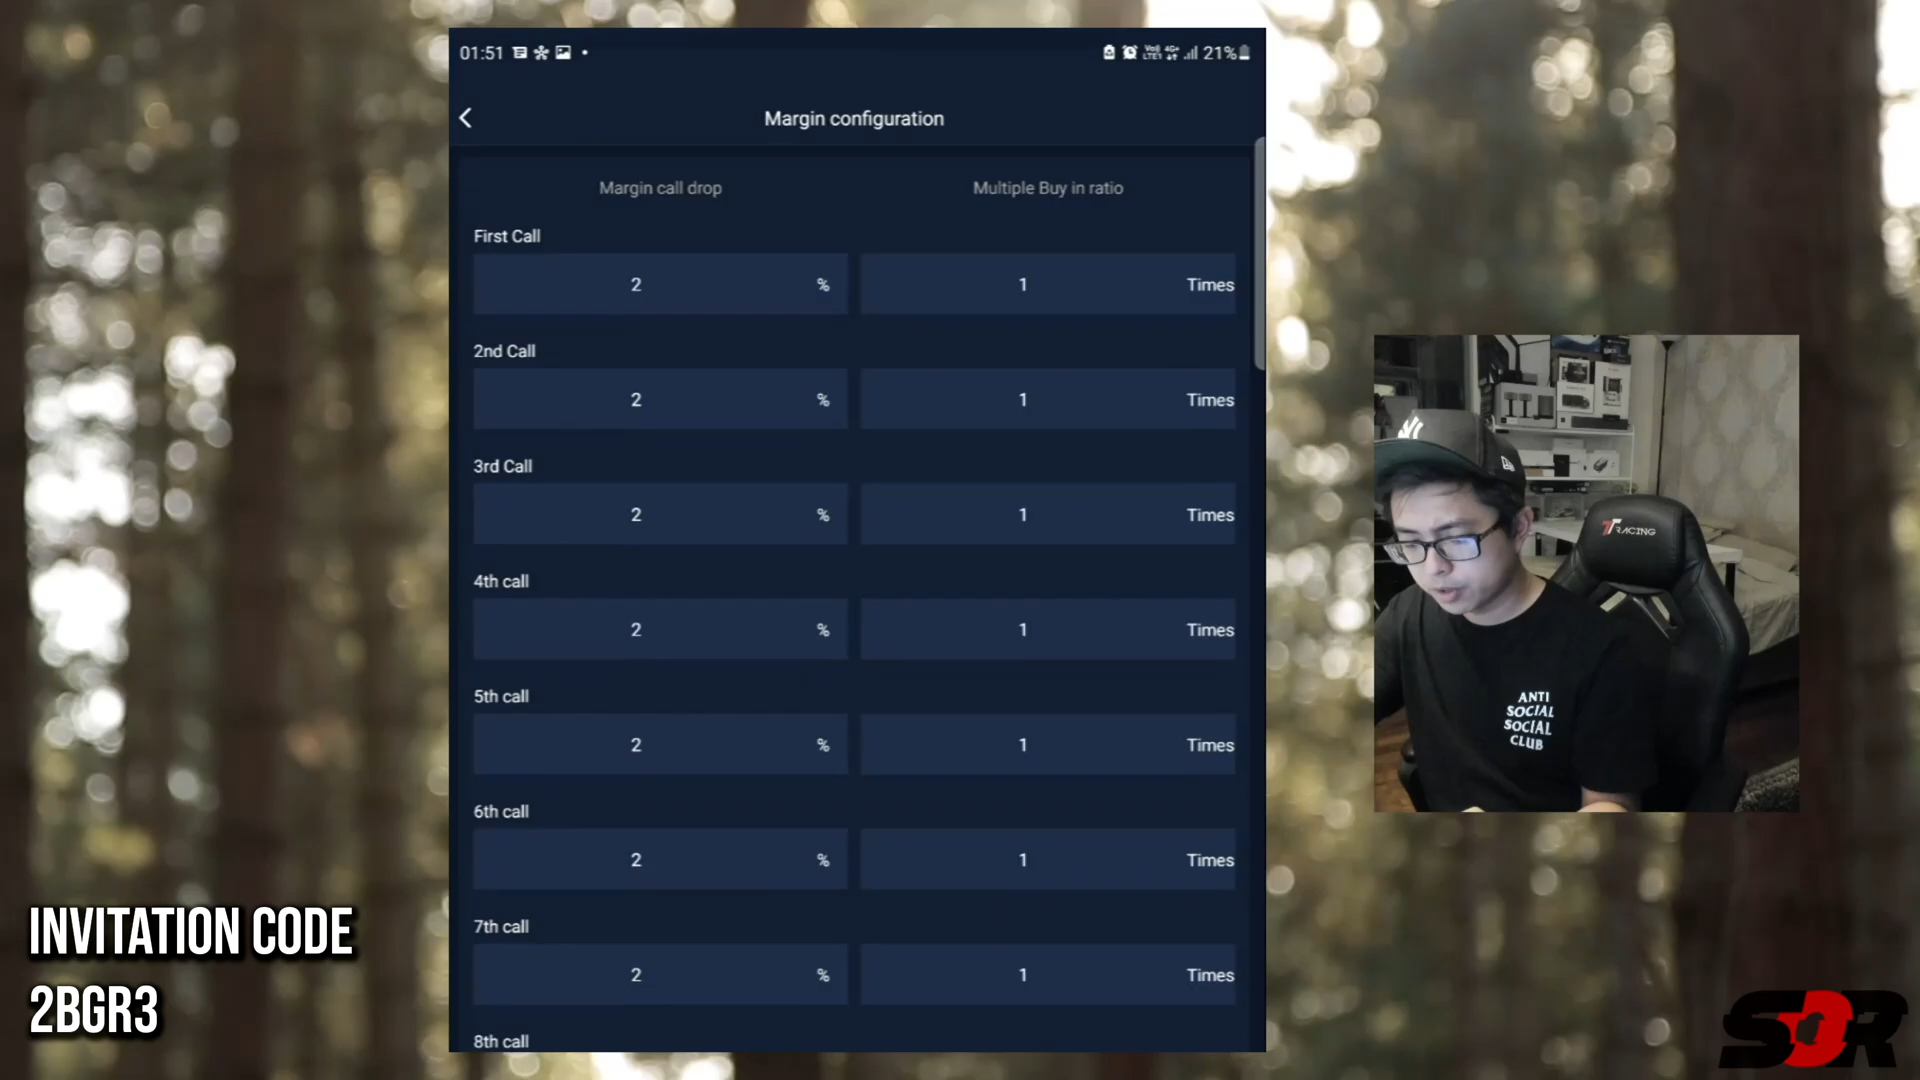 01:51
21%
Margin configuration
Margin call drop
Multiple Buy in ratio
First Call
2 %
1 Times
2nd Call
2 %
1 Times
3rd Call
2 %
1 Times
4th call
2 %
1 Times
5th call
2 %
1 Times
6th call
2 %
1 Times
7th call
2 %
1 Times
8th call
TT RACING
ANTI
SOCIAL
SOCIAL
CLUB
INVITATION CODE
2BGR3
SDR